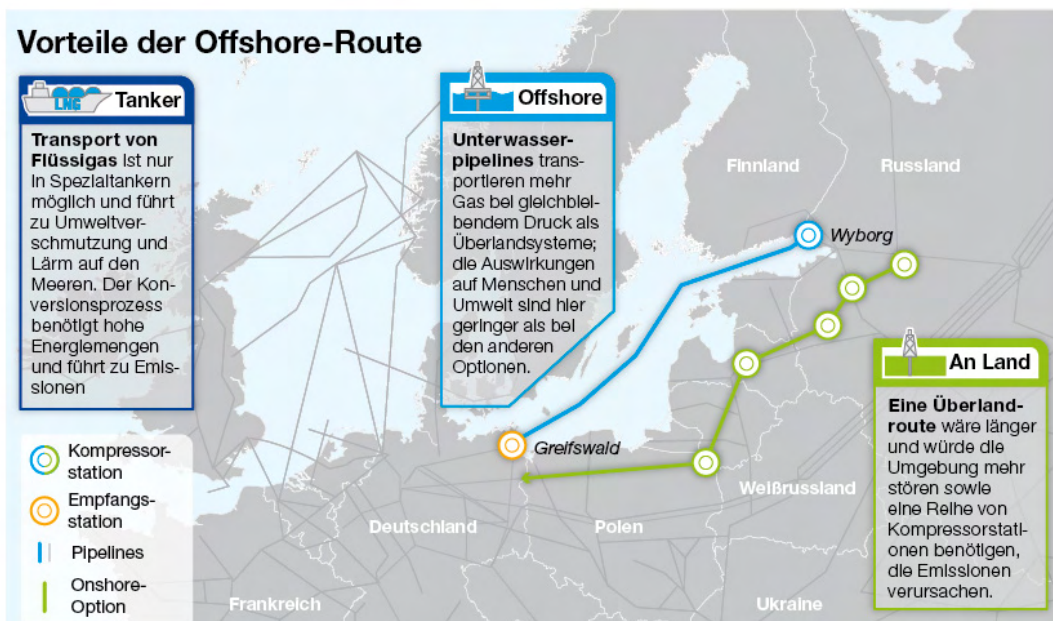 Vorteile der Offshore-Route
LNG
Tanker
Transport von
Flüssigas ist nur
in Spezialtankern
möglich und führt
zu Umweltver-
schmutzung und
Lärm auf den
Meeren. Der Kon-
versionsprozess
benötigt hohe
Energiemengen
und führt zu Emis-
sionen
Offshore
Unterwasser-
pipelines trans-
portieren mehr
Gas bei gleichblei-
bendem Druck als
Überlandsysteme;
die Auswirkungen
auf Menschen und
Umwelt sind hier
geringer als bei
den anderen
Optionen.
Finnland
Russland
Wyborg
An Land
Eine Überland-
route wäre länger
und würde die
Umgebung mehr
stören sowie
eine Reihe von
Kompressorstati-
onen benötigen,
die Emissionen
verursachen.
Greifswald
Weißrussland
Deutschland
Polen
Frankreich
Ukraine
Kompressor-
station
Empfangs-
station
Pipelines
Onshore-
Option